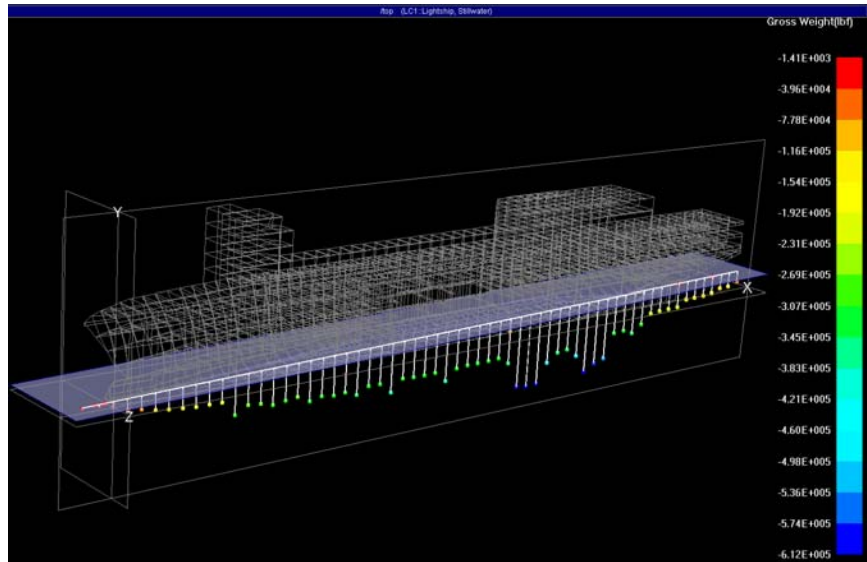 /top (LC1::Lightship, Stillwater)
Gross Weight(lbf)
-1.41E+003
-3.96E+004
-7.78E+004
-1.16E+005
-1.54E+005
-1.92E+005
-2.31E+005
-2.69E+005
-3.07E+005
-3.45E+005
-3.83E+005
-4.21E+005
-4.60E+005
-4.98E+005
-5.36E+005
-5.74E+005
-6.12E+005
Y
X
Z